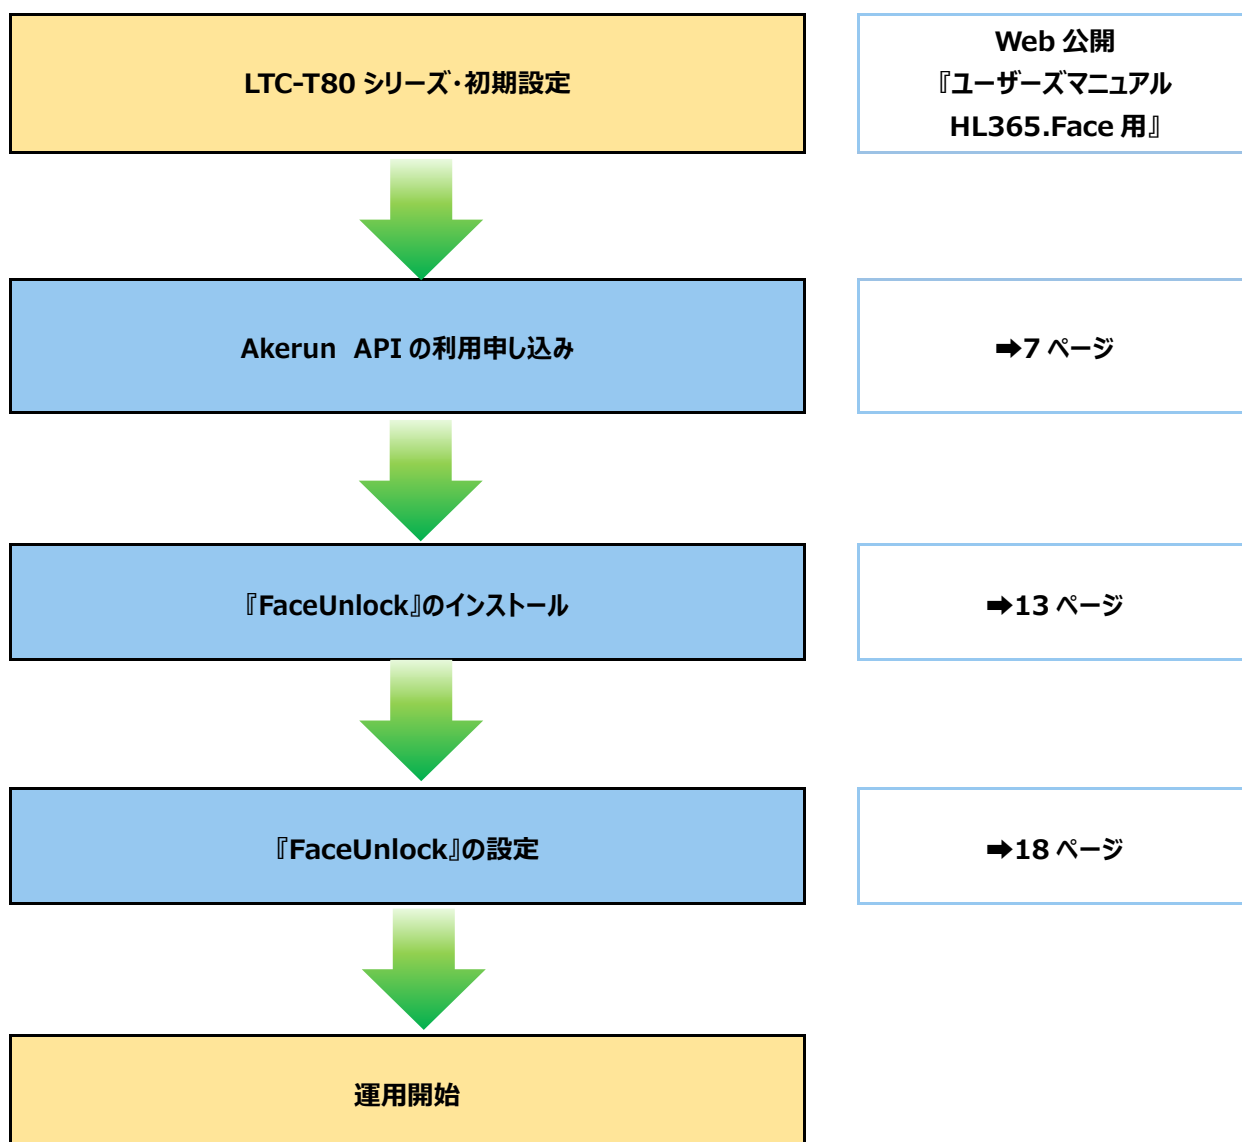 LTC-T80 シリーズ・初期設定
Web 公開
『ユーザーズマニュアル
HL365.Face 用』
Akerun API の利用申し込み
➡7 ページ
『FaceUnlock』のインストール
➡13 ページ
『FaceUnlock』の設定
➡18 ページ
運用開始